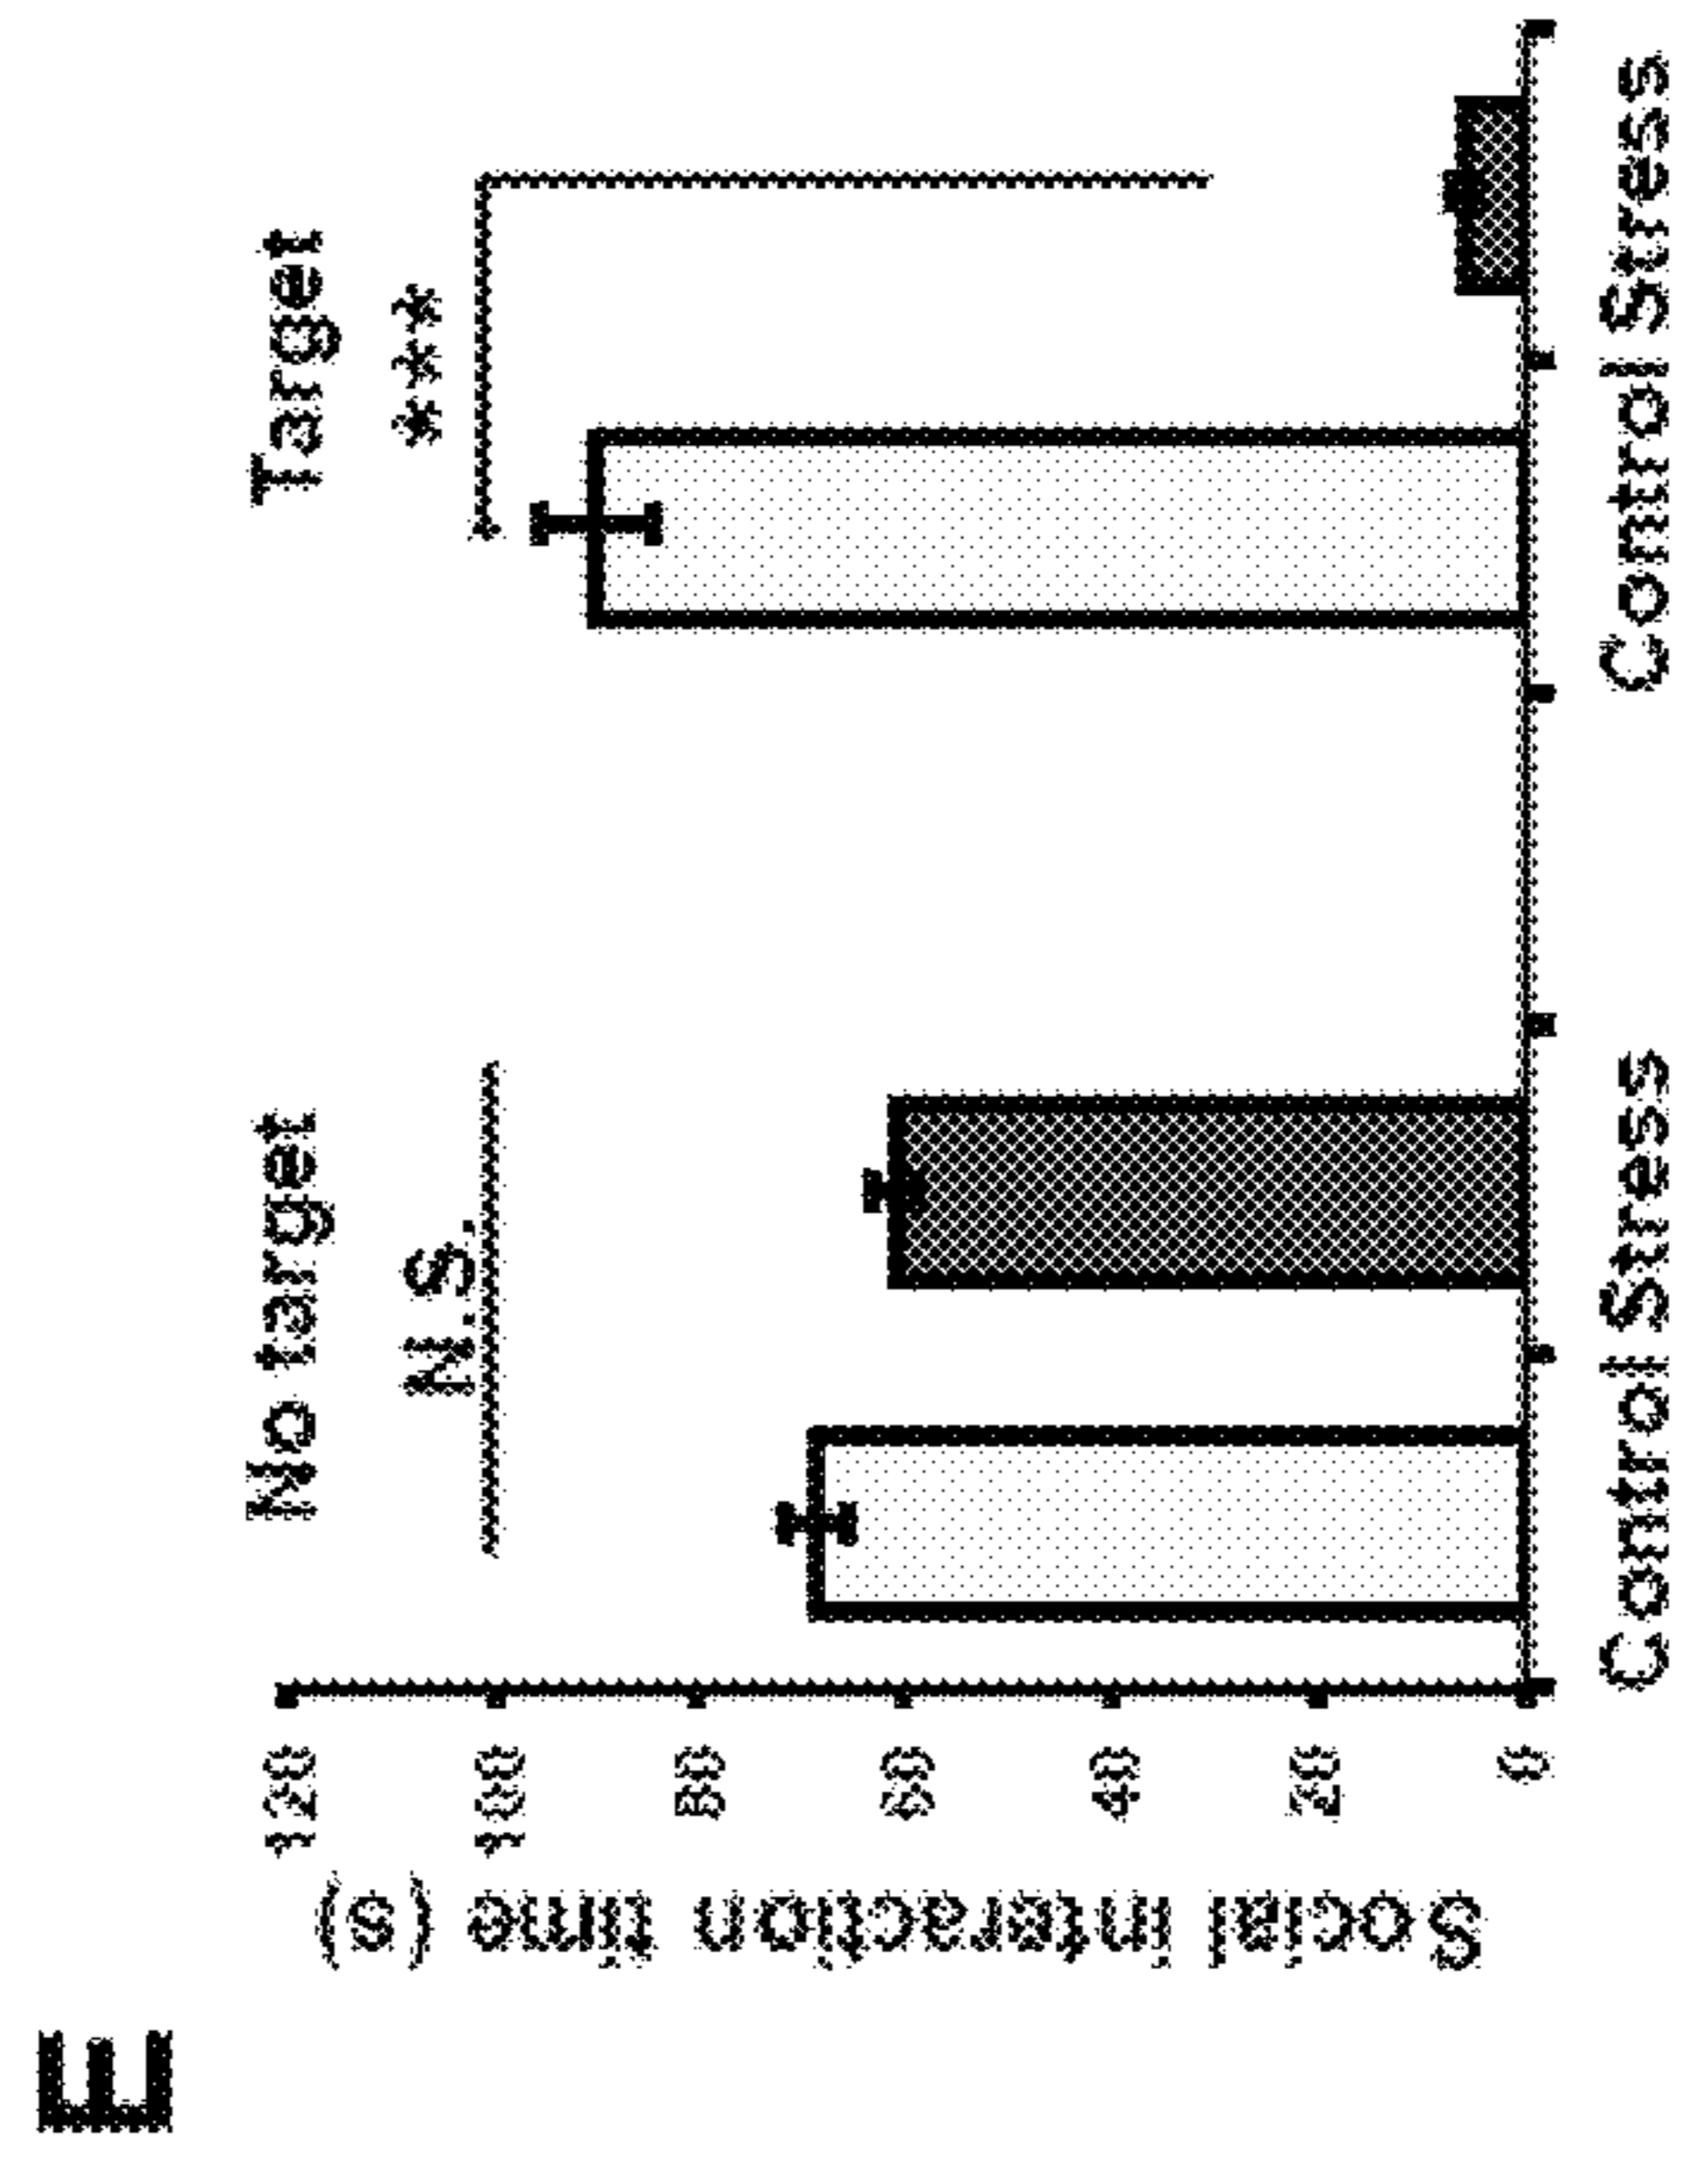 E
No target
Target
N.S.
***
Social interaction time (s)
120
100
80
60
40
20
0
Control Stress
Control Stress